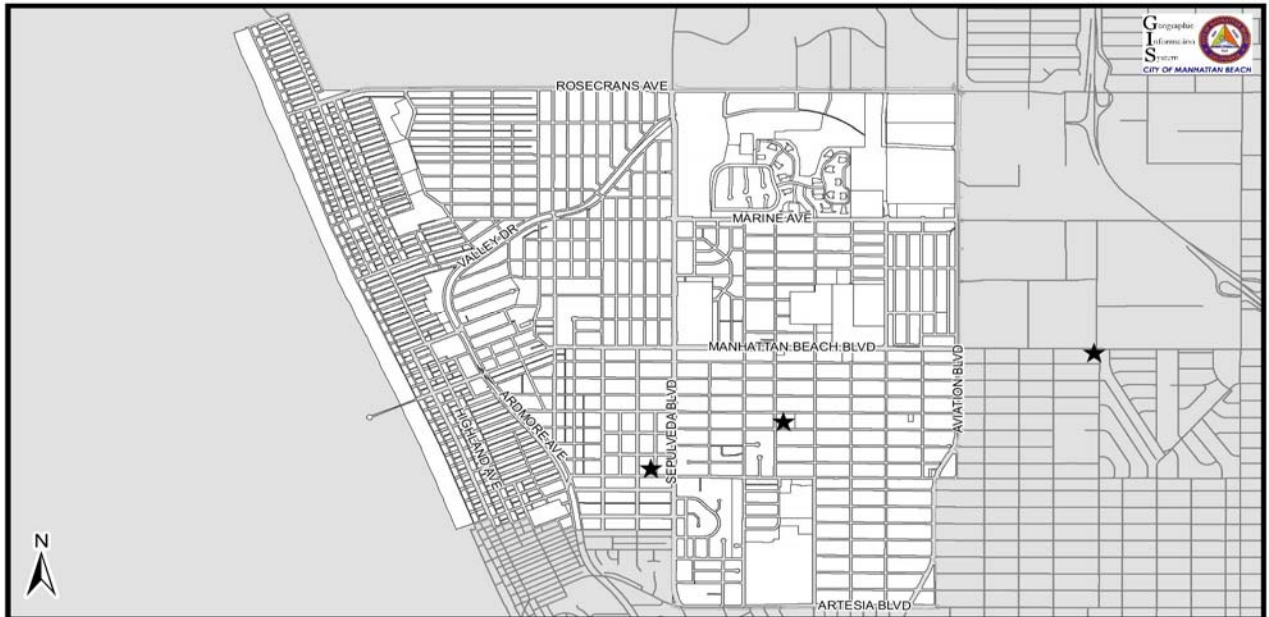 Geographic
Information
System
CITY OF MANHATTAN BEACH
ROSECRANS AVE
MARINE AVE
VALLEY DR
MANHATTAN BEACH BLVD
AVIATION BLVD
SEPULVEDA BLVD
ARDMORE AVE
HIGHLAND AVE
N
ARTESIA BLVD